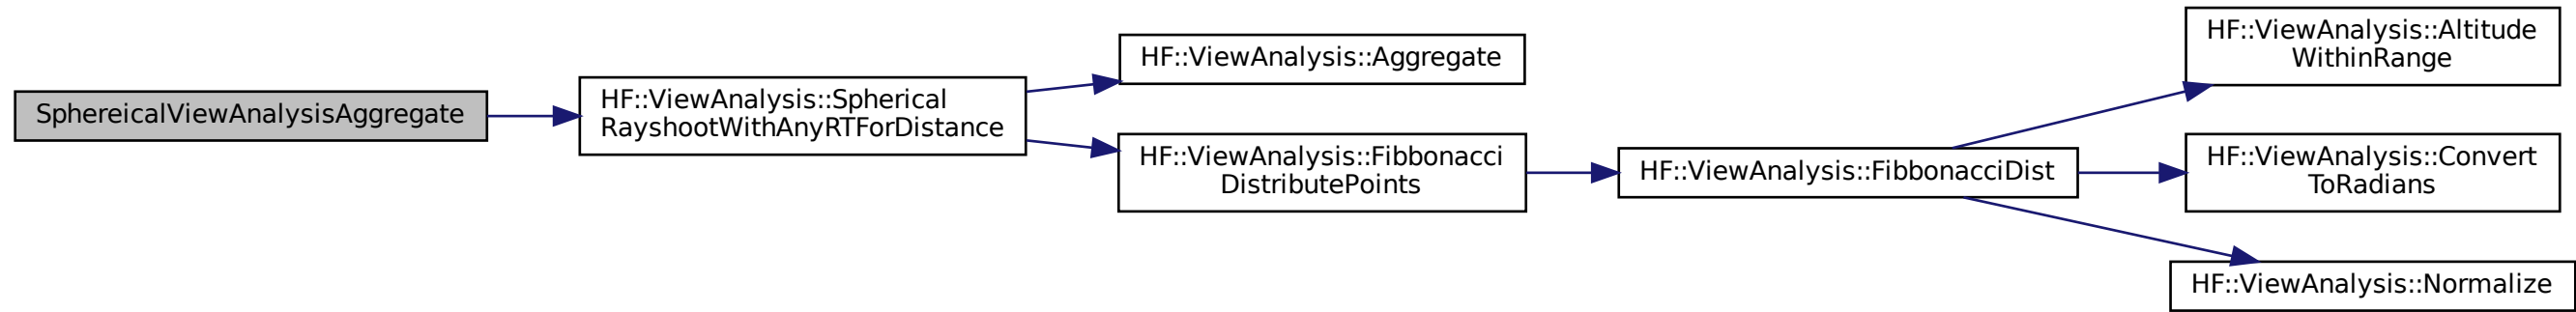 SphereicalViewAnalysisAggregate
HF::ViewAnalysis::Spherical
RayshootWithAnyRTForDistance
HF::ViewAnalysis::Aggregate
HF::ViewAnalysis::Fibbonacci
DistributePoints
HF::ViewAnalysis::FibbonacciDist
HF::ViewAnalysis::Altitude
WithinRange
HF::ViewAnalysis::Convert
ToRadians
HF::ViewAnalysis::Normalize